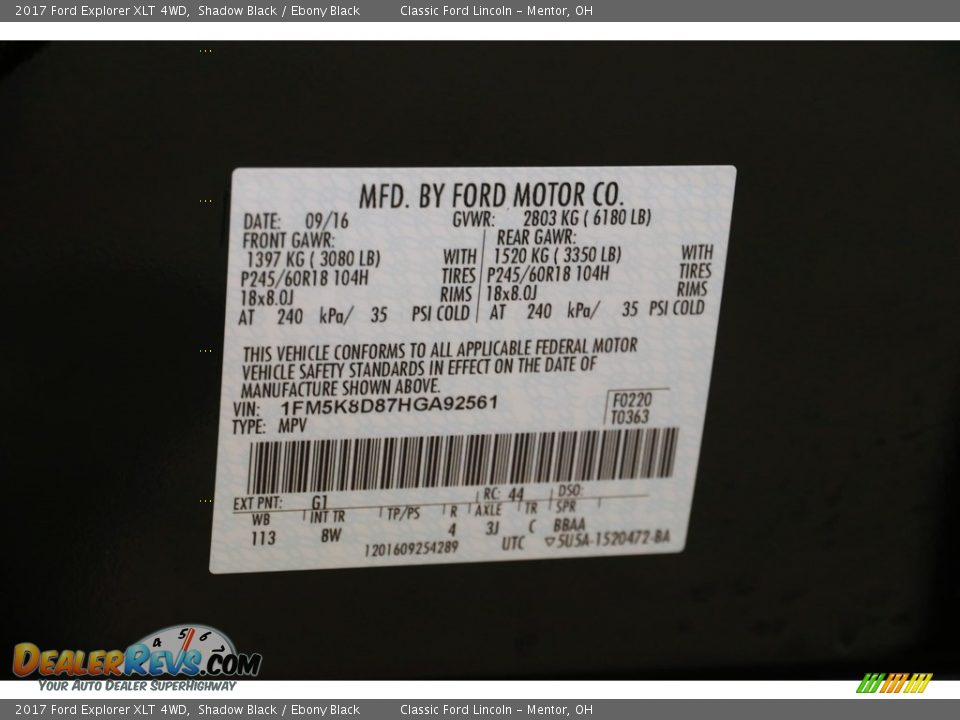 2017 Ford Explorer XLT 4WD, Shadow Black / Ebony Black Classic Ford Lincoln - Mentor, OH
MFD. BY FORD MOTOR CO.
DATE: 09/16 GVWR: 2803 KG ( 6180 LB)
FRONT GAWR: REAR GAWR:
1397 KG ( 3080 LB) WITH 1520 KG ( 3350 LB) WITH
P245/60R18 104H TIRES P245/60R18 104H TIRES
18x8.0J RIMS 18x8.0J RIMS
AT 240 kPa/ 35 PSI COLD AT 240 kPa/ 35 PSI COLD
THIS VEHICLE CONFORMS TO ALL APPLICABLE FEDERAL MOTOR
VEHICLE SAFETY STANDARDS IN EFFECT ON THE DATE OF
MANUFACTURE SHOWN ABOVE.
VIN: 1FM5K8D87HGA92561 F0220
TYPE: MPV T0363
EXT PNT: G1 RC: 44 DSO:
WB INT TR TP/PS R AXLE TR SPR
113 8W 4 3J C BBAA
1201609254289 UTC ▽5U5A-1520472-BA
4 5 6
DEALERREVS.COM
YOUR AUTO DEALER SUPERHIGHWAY
2017 Ford Explorer XLT 4WD, Shadow Black / Ebony Black Classic Ford Lincoln - Mentor, OH